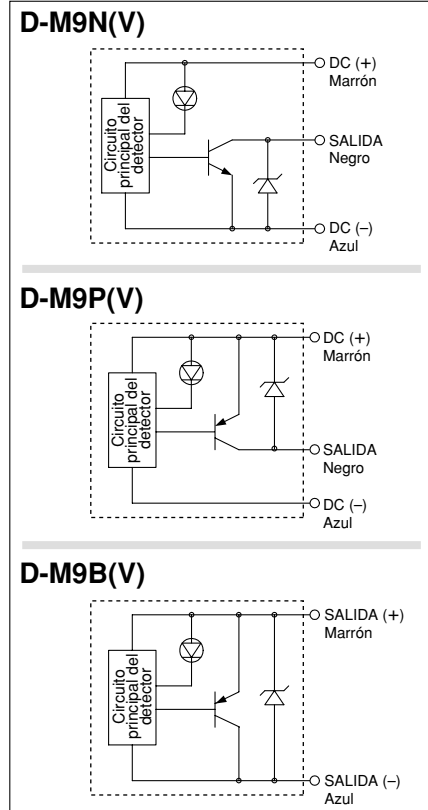 D-M9N(V)
DC (+)
Marrón
Circuito
principal del
detector
SALIDA
Negro
DC (–)
Azul
D-M9P(V)
DC (+)
Marrón
Circuito
principal del
detector
SALIDA
Negro
DC (–)
Azul
D-M9B(V)
SALIDA (+)
Marrón
Circuito
principal del
detector
SALIDA (–)
Azul